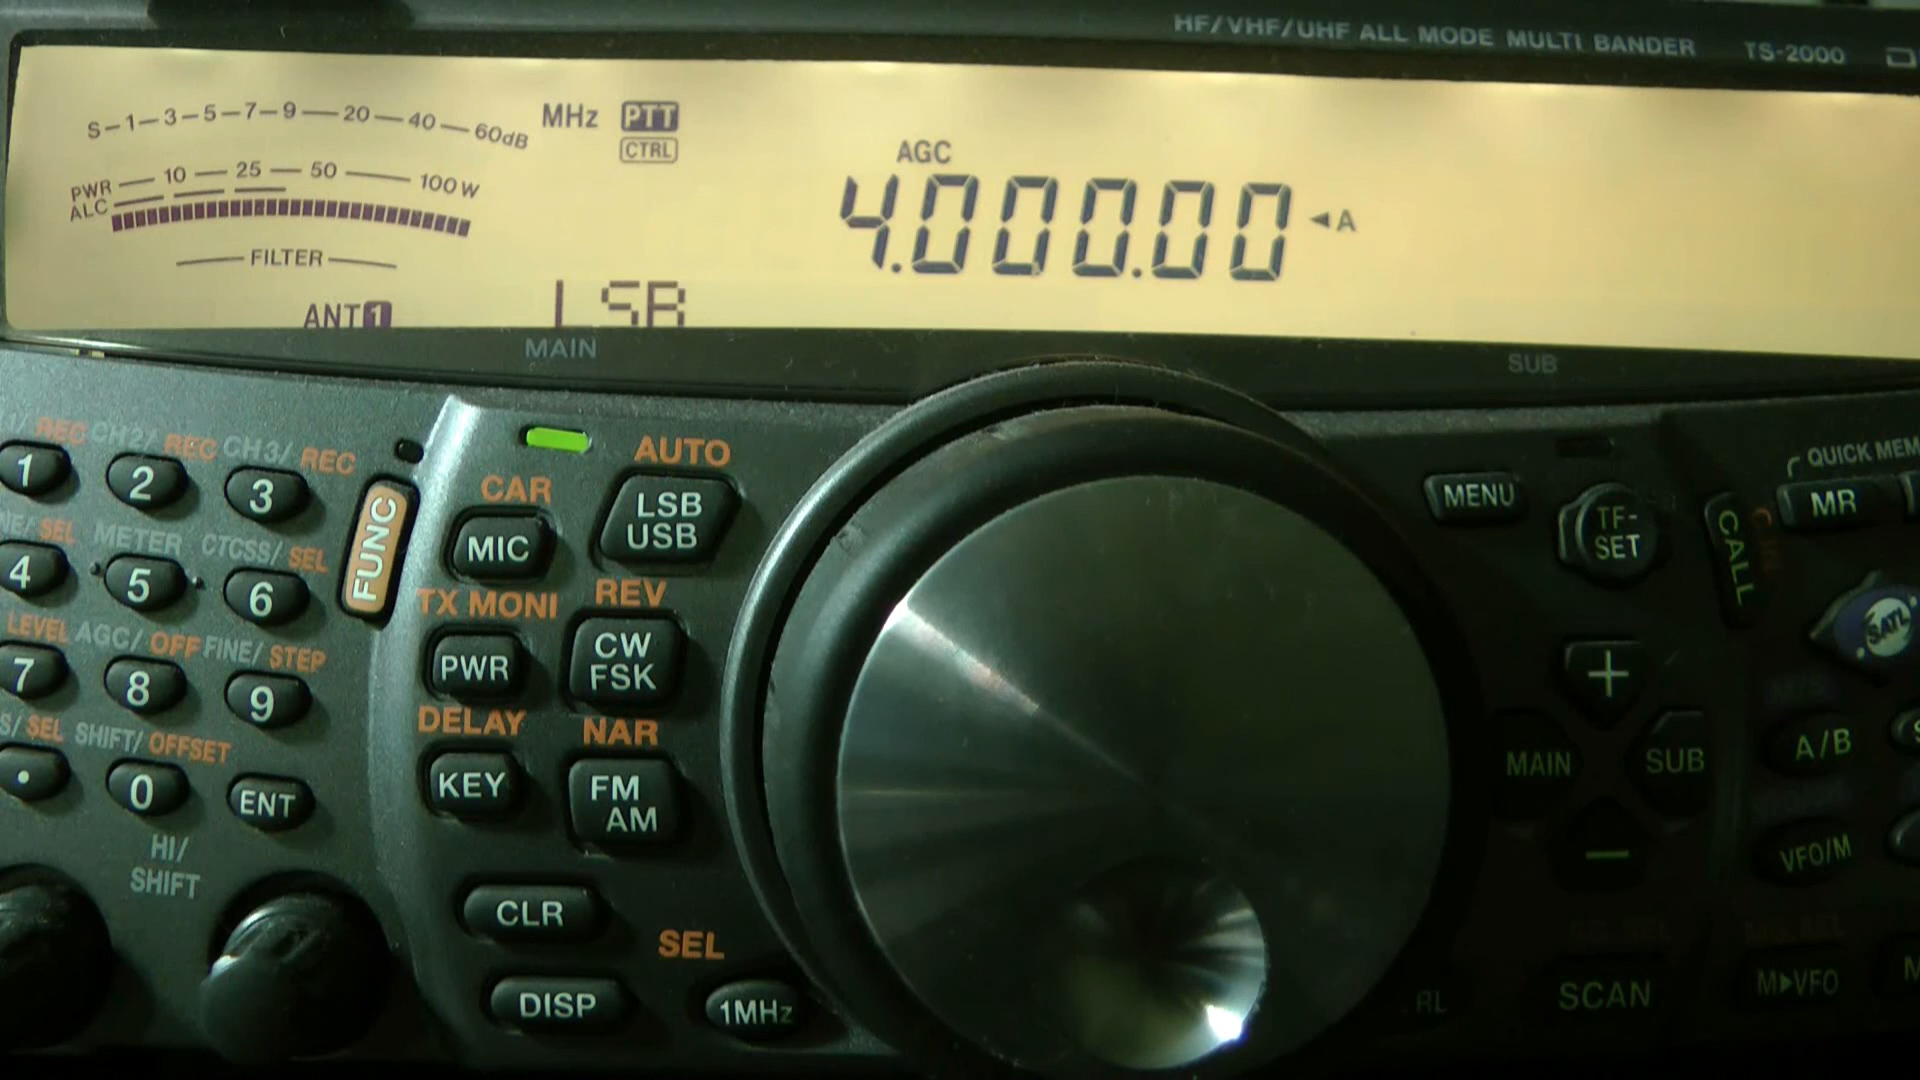 HF/VHF/UHF ALL MODE MULTI BANDER TS-2000
S-1-3-5-7-9-20-40-60dB
MHz PTT
CTRL
AGC
PWR 10 25 50 100 W
ALC
4.000.00 ◄A
FILTER
ANT 1
LSB
MAIN
SUB
REC CH2/ REC CH3/ REC
1 2 3
SEL METER CTCSS/ SEL
4 5 6
LEVEL AGC/ OFF FINE/ STEP
7 8 9
SEL SHIFT/ OFFSET
• 0 ENT
HI/
SHIFT
FUNC
AUTO
CAR
LSB
USB
MIC
TX MONI REV
PWR
CW
FSK
DELAY NAR
KEY
FM
AM
CLR
SEL
DISP 1MHz
MENU
TF-
SET
CALL
QUICK MEM
MR
SATL
+
MAIN SUB
A/B
−
VFO/M
SCAN
M▶VFO